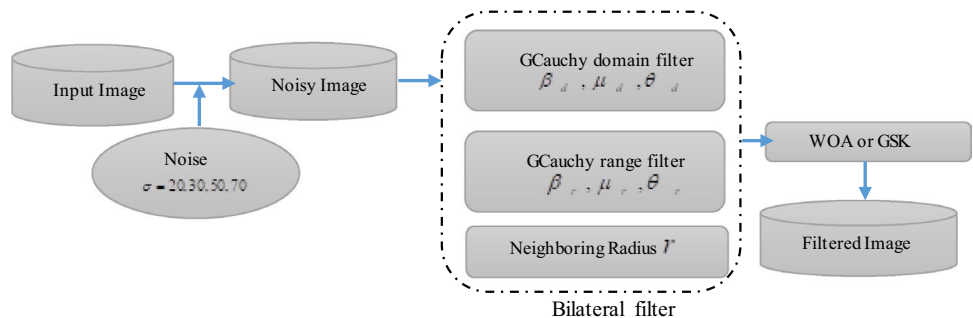 Input Image
Noisy Image
Noise
σ = 20,30,50,70
GCauchy domain filter
β d , μ d , θ d
GCauchy range filter
β r , μ r , θ r
Neighboring Radius r
Bilateral filter
WOA or GSK
Filtered Image